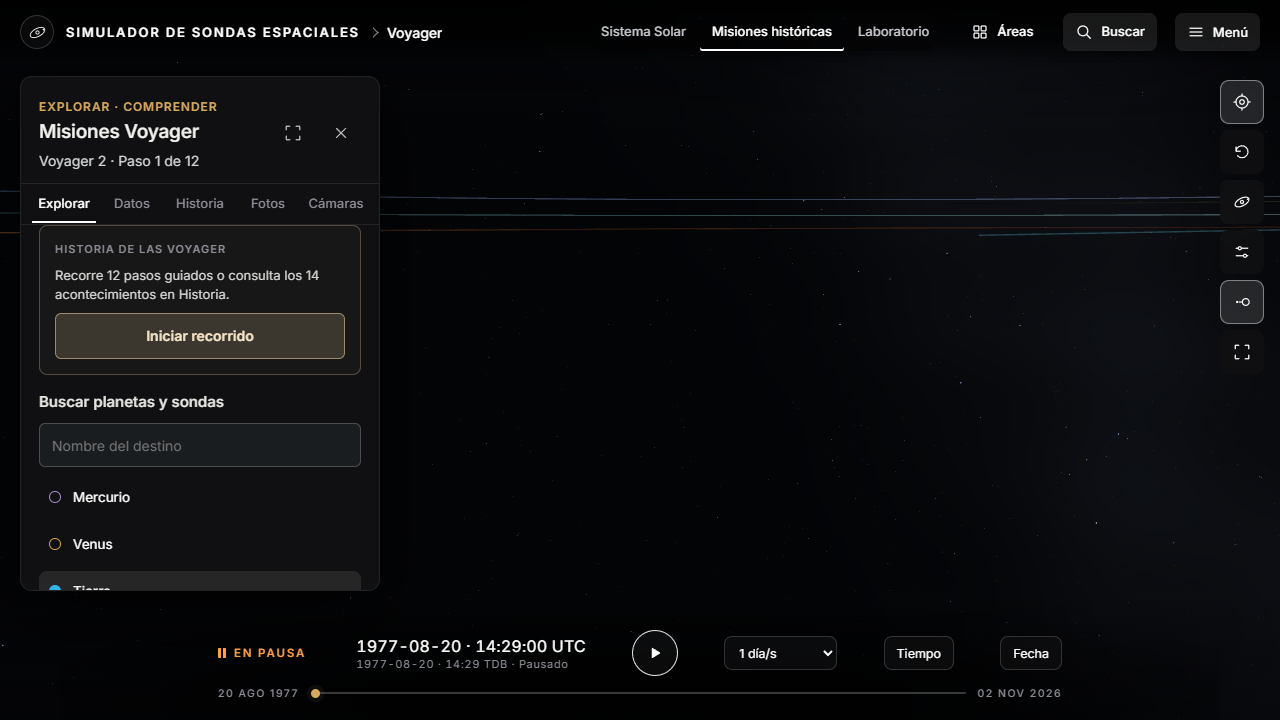 SIMULADOR DE SONDAS ESPACIALES
Voyager
Sistema Solar
Misiones históricas
Laboratorio
Áreas
Buscar
Menú
EXPLORAR · COMPRENDER
Misiones Voyager
Voyager 2 · Paso 1 de 12
Explorar
Datos
Historia
Fotos
Cámaras
HISTORIA DE LAS VOYAGER
Recorre 12 pasos guiados o consulta los 14
acontecimientos en Historia.
Iniciar recorrido
Buscar planetas y sondas
Nombre del destino
Mercurio
Venus
Tierra
EN PAUSA
1977-08-20 · 14:29:00 UTC
1977-08-20 · 14:29 TDB · Pausado
1 día/s
Tiempo
Fecha
20 AGO 1977
02 NOV 2026